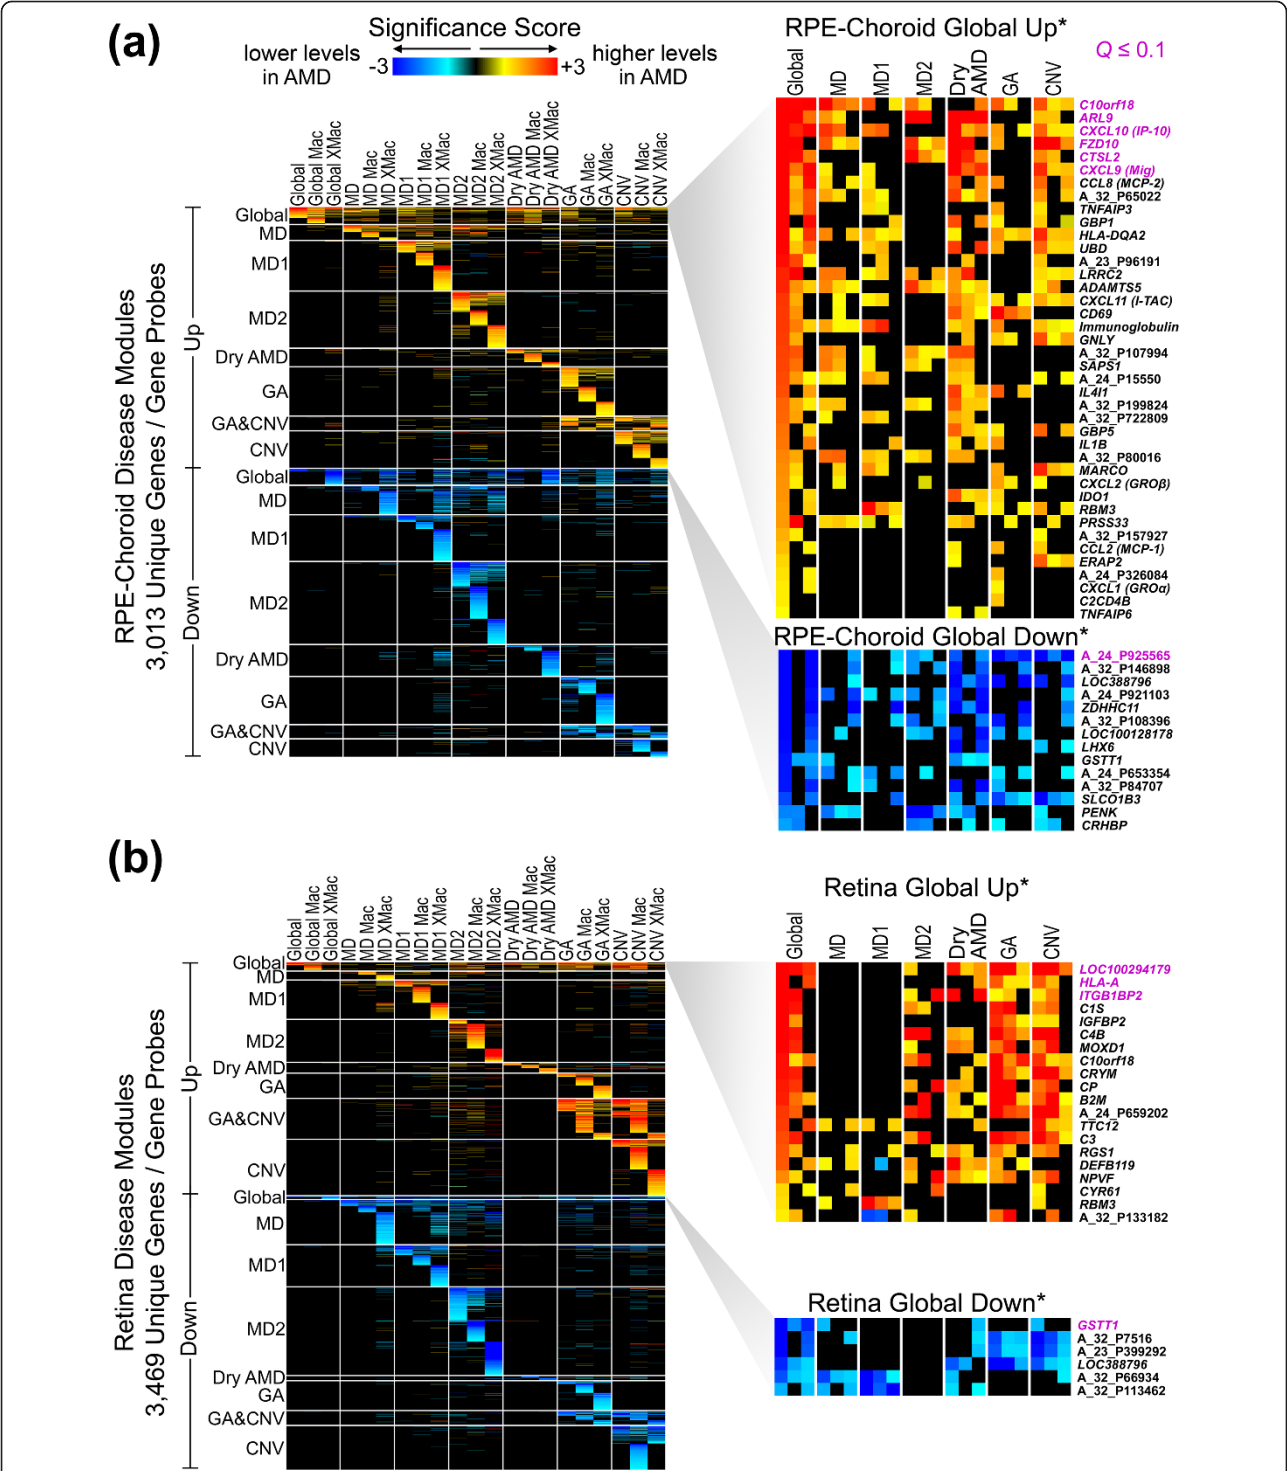 (a)
Significance Score
lower levels in AMD
-3
+3
higher levels in AMD
RPE-Choroid Global Up*
Q ≤ 0.1
Global
Global Mac
Global XMac
MD
MD Mac
MD XMac
MD1
MD1 Mac
MD1 XMac
MD2
MD2 Mac
MD2 XMac
Dry AMD
Dry AMD Mac
Dry AMD XMac
GA
GA Mac
GA XMac
CNV
CNV Mac
CNV XMac
RPE-Choroid Disease Modules
3,013 Unique Genes / Gene Probes
Up
Down
Global
MD
MD1
MD2
Dry AMD
GA
GA&CNV
CNV
Global
MD
MD1
MD2
Dry AMD
GA
GA&CNV
CNV
Global
MD
MD1
MD2
Dry AMD
GA
CNV
C10orf18
ARL9
CXCL10 (IP-10)
FZD10
CTSL2
CXCL9 (Mig)
CCL8 (MCP-2)
A_32_P65022
TNFAIP3
GBP1
HLA-DQA2
UBD
A_23_P96191
LRRC2
ADAMTS5
CXCL11 (I-TAC)
CD69
Immunoglobulin
GNLY
A_32_P107994
SAPS1
A_24_P15550
IL4I1
A_32_P199824
A_32_P722809
GBP5
IL1B
A_32_P80016
MARCO
CXCL2 (GROβ)
IDO1
RBM3
PRSS33
A_32_P157927
CCL2 (MCP-1)
ERAP2
A_24_P326084
CXCL1 (GROα)
C2CD4B
TNFAIP6
RPE-Choroid Global Down*
A_24_P925565
A_32_P146898
LOC388796
A_24_P921103
ZDHHC11
A_32_P108396
LOC100128178
LHX6
GSTT1
A_24_P653354
A_32_P84707
SLCO1B3
PENK
CRHBP
(b)
Global
Global Mac
Global XMac
MD
MD Mac
MD XMac
MD1
MD1 Mac
MD1 XMac
MD2
MD2 Mac
MD2 XMac
Dry AMD
Dry AMD Mac
Dry AMD XMac
GA
GA Mac
GA XMac
CNV
CNV Mac
CNV XMac
Retina Disease Modules
3,469 Unique Genes / Gene Probes
Up
Down
Global
MD
MD1
MD2
Dry AMD
GA
GA&CNV
CNV
Global
MD
MD1
MD2
Dry AMD
GA
GA&CNV
CNV
Retina Global Up*
Global
MD
MD1
MD2
Dry AMD
GA
CNV
LOC100294179
HLA-A
ITGB1BP2
C1S
IGFBP2
C4B
MOXD1
C10orf18
CRYM
CP
B2M
A_24_P659202
TTC12
C3
RGS1
DEFB119
NPVF
CYR61
RBM3
A_32_P133182
Retina Global Down*
GSTT1
A_32_P7516
A_23_P399292
LOC388796
A_32_P66934
A_32_P113462